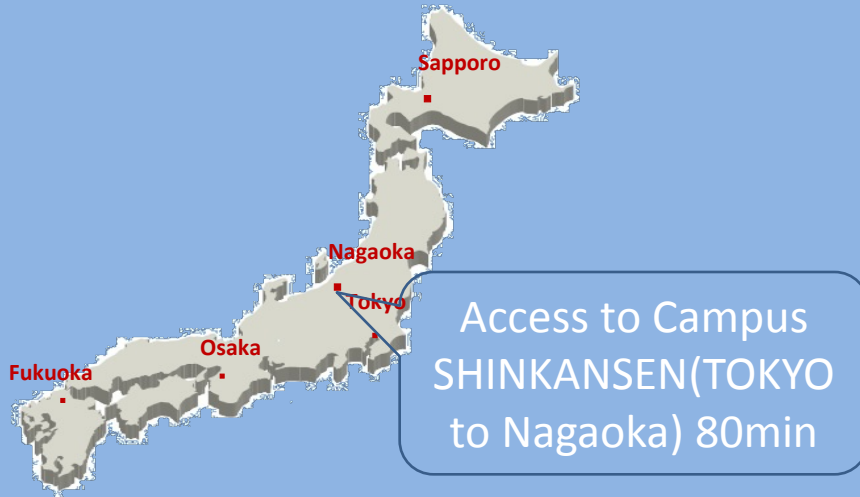 Sapporo
Nagaoka
Tokyo
Osaka
Fukuoka
Access to Campus
SHINKANSEN(TOKYO
to Nagaoka) 80min